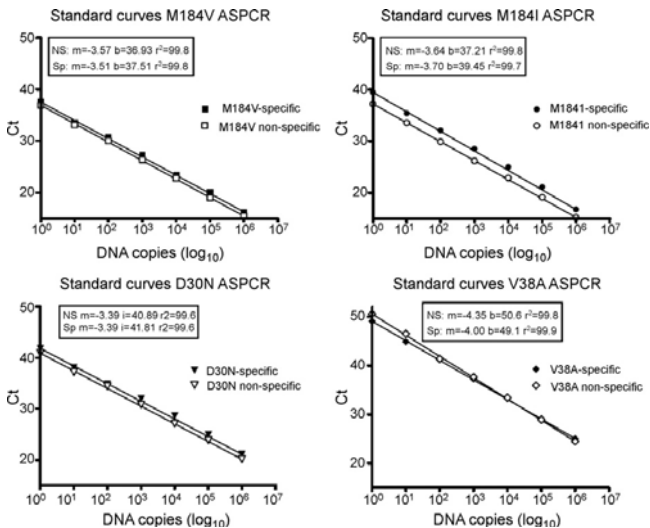 Standard curves M184V ASPCR
NS: m=-3.57 b=36.93 r²=99.8
Sp: m=-3.51 b=37.51 r²=99.8
M184V-specific
M184V non-specific
Ct
50
40
30
20
10⁰ 10¹ 10² 10³ 10⁴ 10⁵ 10⁶ 10⁷
DNA copies (log₁₀)
Standard curves M184I ASPCR
NS: m=-3.64 b=37.21 r²=99.8
Sp: m=-3.70 b=39.45 r²=99.7
M1841-specific
M1841 non-specific
50
40
30
20
10⁰ 10¹ 10² 10³ 10⁴ 10⁵ 10⁶ 10⁷
DNA copies (log₁₀)
Standard curves D30N ASPCR
NS m=-3.39 i=40.89 r2=99.6
Sp m=-3.39 i=41.81 r2=99.6
D30N-specific
D30N non-specific
Ct
50
40
30
20
10⁰ 10¹ 10² 10³ 10⁴ 10⁵ 10⁶ 10⁷
DNA copies (log₁₀)
Standard curves V38A ASPCR
NS: m=-4.35 b=50.6 r²=99.8
Sp: m=-4.00 b=49.1 r²=99.9
V38A-specific
V38A non-specific
Ct
50
40
30
20
10⁰ 10¹ 10² 10³ 10⁴ 10⁵ 10⁶ 10⁷
DNA copies (log₁₀)